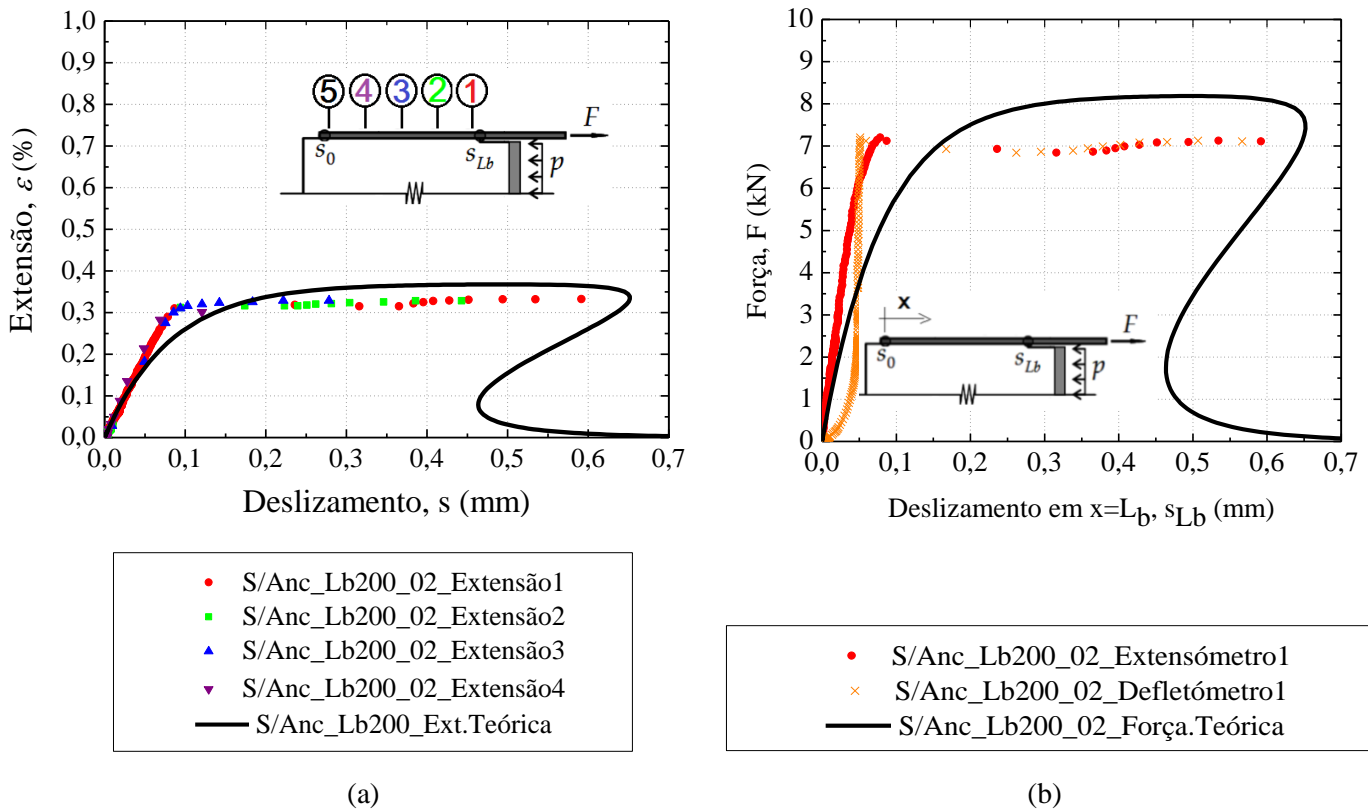 Extensão, ε (%)
1,0
0,9
0,8
0,7
0,6
0,5
0,4
0,3
0,2
0,1
0,0
5 4 3 2 1
F
s0
sLb
p
0,0 0,1 0,2 0,3 0,4 0,5 0,6 0,7
Deslizamento, s (mm)
S/Anc_Lb200_02_Extensão1
S/Anc_Lb200_02_Extensão2
S/Anc_Lb200_02_Extensão3
S/Anc_Lb200_02_Extensão4
S/Anc_Lb200_Ext.Teórica
(a)
Força, F (kN)
10
9
8
7
6
5
4
3
2
1
0
x
F
s0
sLb
p
0,0 0,1 0,2 0,3 0,4 0,5 0,6 0,7
Deslizamento em x=Lb, sLb (mm)
S/Anc_Lb200_02_Extensómetro1
S/Anc_Lb200_02_Defletómetro1
S/Anc_Lb200_02_Força.Teórica
(b)